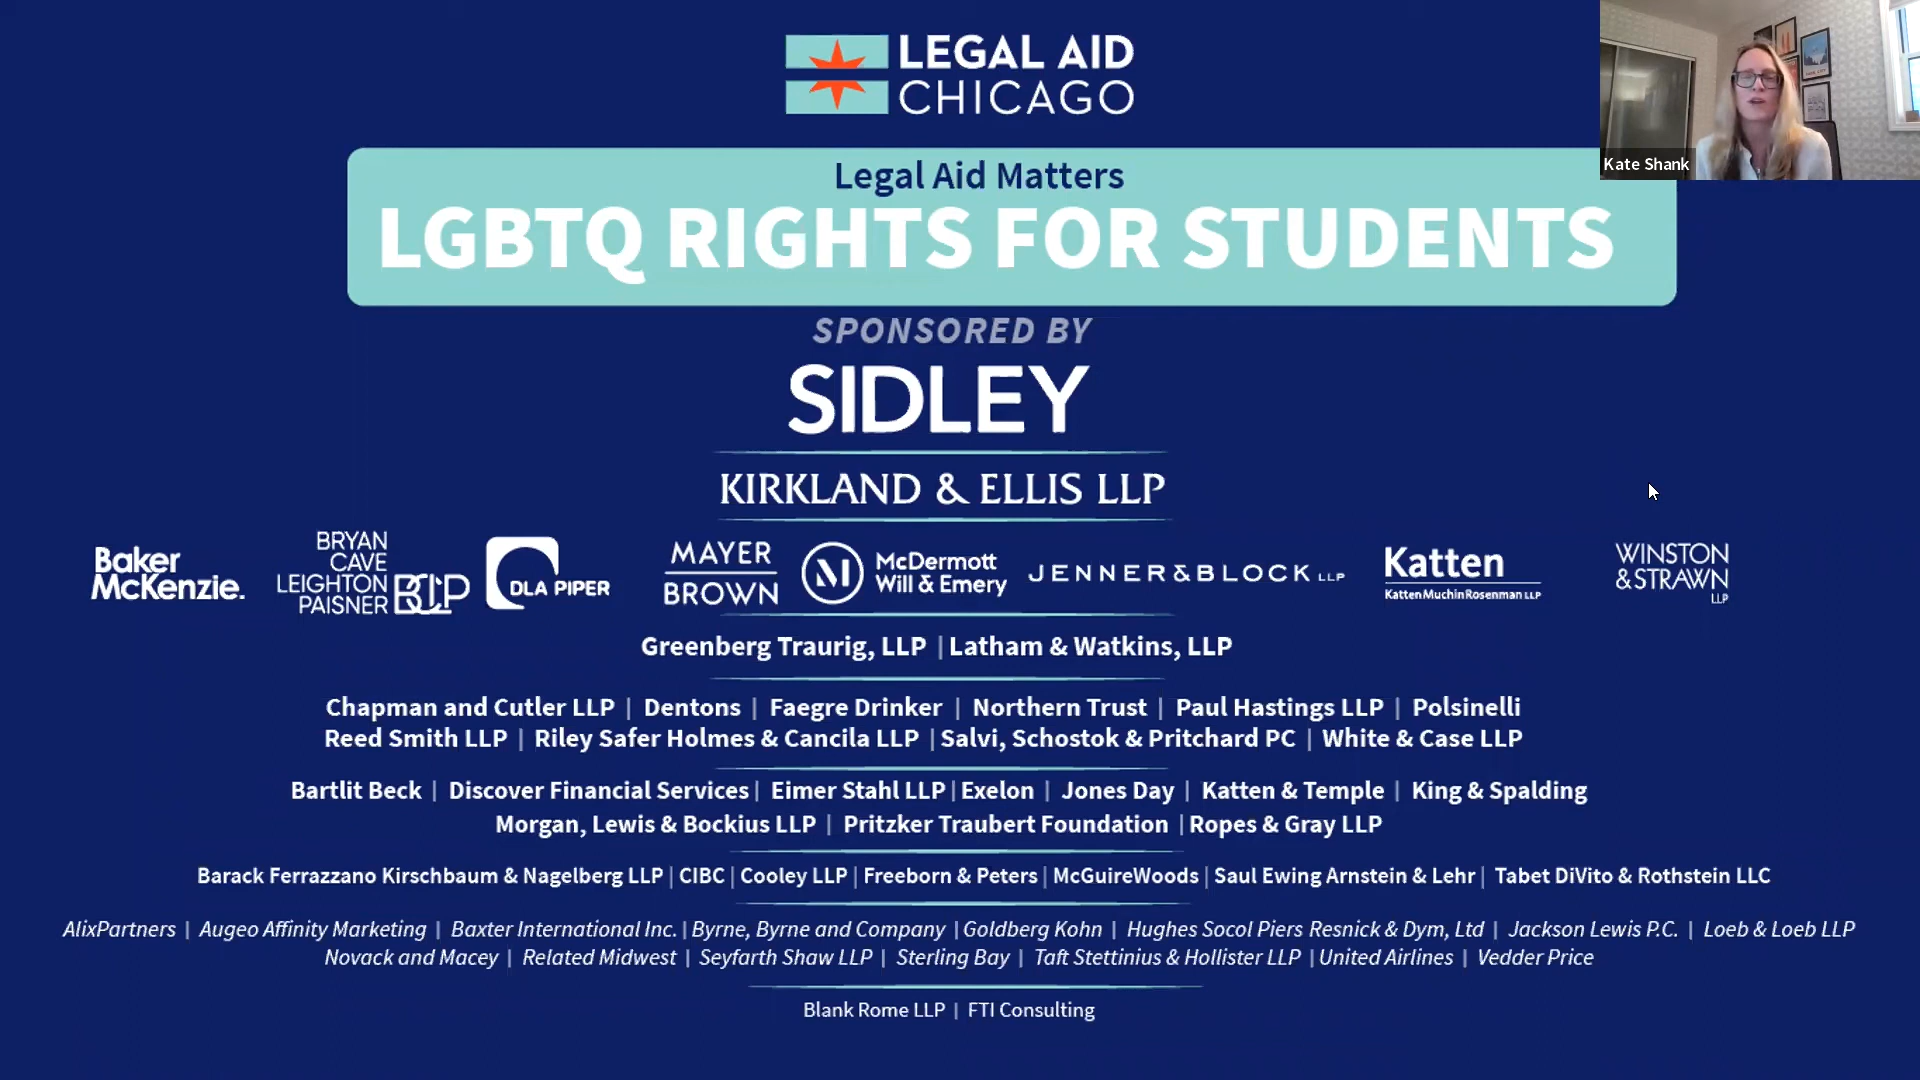 LEGAL AID
CHICAGO
Kate Shank
Legal Aid Matters
LGBTQ RIGHTS FOR STUDENTS
SPONSORED BY
SIDLEY
KIRKLAND & ELLIS LLP
Baker
McKenzie.
BRYAN
CAVE
LEIGHTON
PAISNER BCLP
DLA PIPER
MAYER
BROWN
M
McDermott
Will & Emery
JENNER & BLOCK LLP
Katten
KattenMuchinRosenman LLP
WINSTON
& STRAWN
LLP
Greenberg Traurig, LLP | Latham & Watkins, LLP
Chapman and Cutler LLP | Dentons | Faegre Drinker | Northern Trust | Paul Hastings LLP | Polsinelli
Reed Smith LLP | Riley Safer Holmes & Cancila LLP | Salvi, Schostok & Pritchard PC | White & Case LLP
Bartlit Beck | Discover Financial Services | Eimer Stahl LLP | Exelon | Jones Day | Katten & Temple | King & Spalding
Morgan, Lewis & Bockius LLP | Pritzker Traubert Foundation | Ropes & Gray LLP
Barack Ferrazzano Kirschbaum & Nagelberg LLP | CIBC | Cooley LLP | Freeborn & Peters | McGuireWoods | Saul Ewing Arnstein & Lehr | Tabet DiVito & Rothstein LLC
AlixPartners | Augeo Affinity Marketing | Baxter International Inc. | Byrne, Byrne and Company | Goldberg Kohn | Hughes Socol Piers Resnick & Dym, Ltd | Jackson Lewis P.C. | Loeb & Loeb LLP
Novack and Macey | Related Midwest | Seyfarth Shaw LLP | Sterling Bay | Taft Stettinius & Hollister LLP | United Airlines | Vedder Price
Blank Rome LLP | FTI Consulting